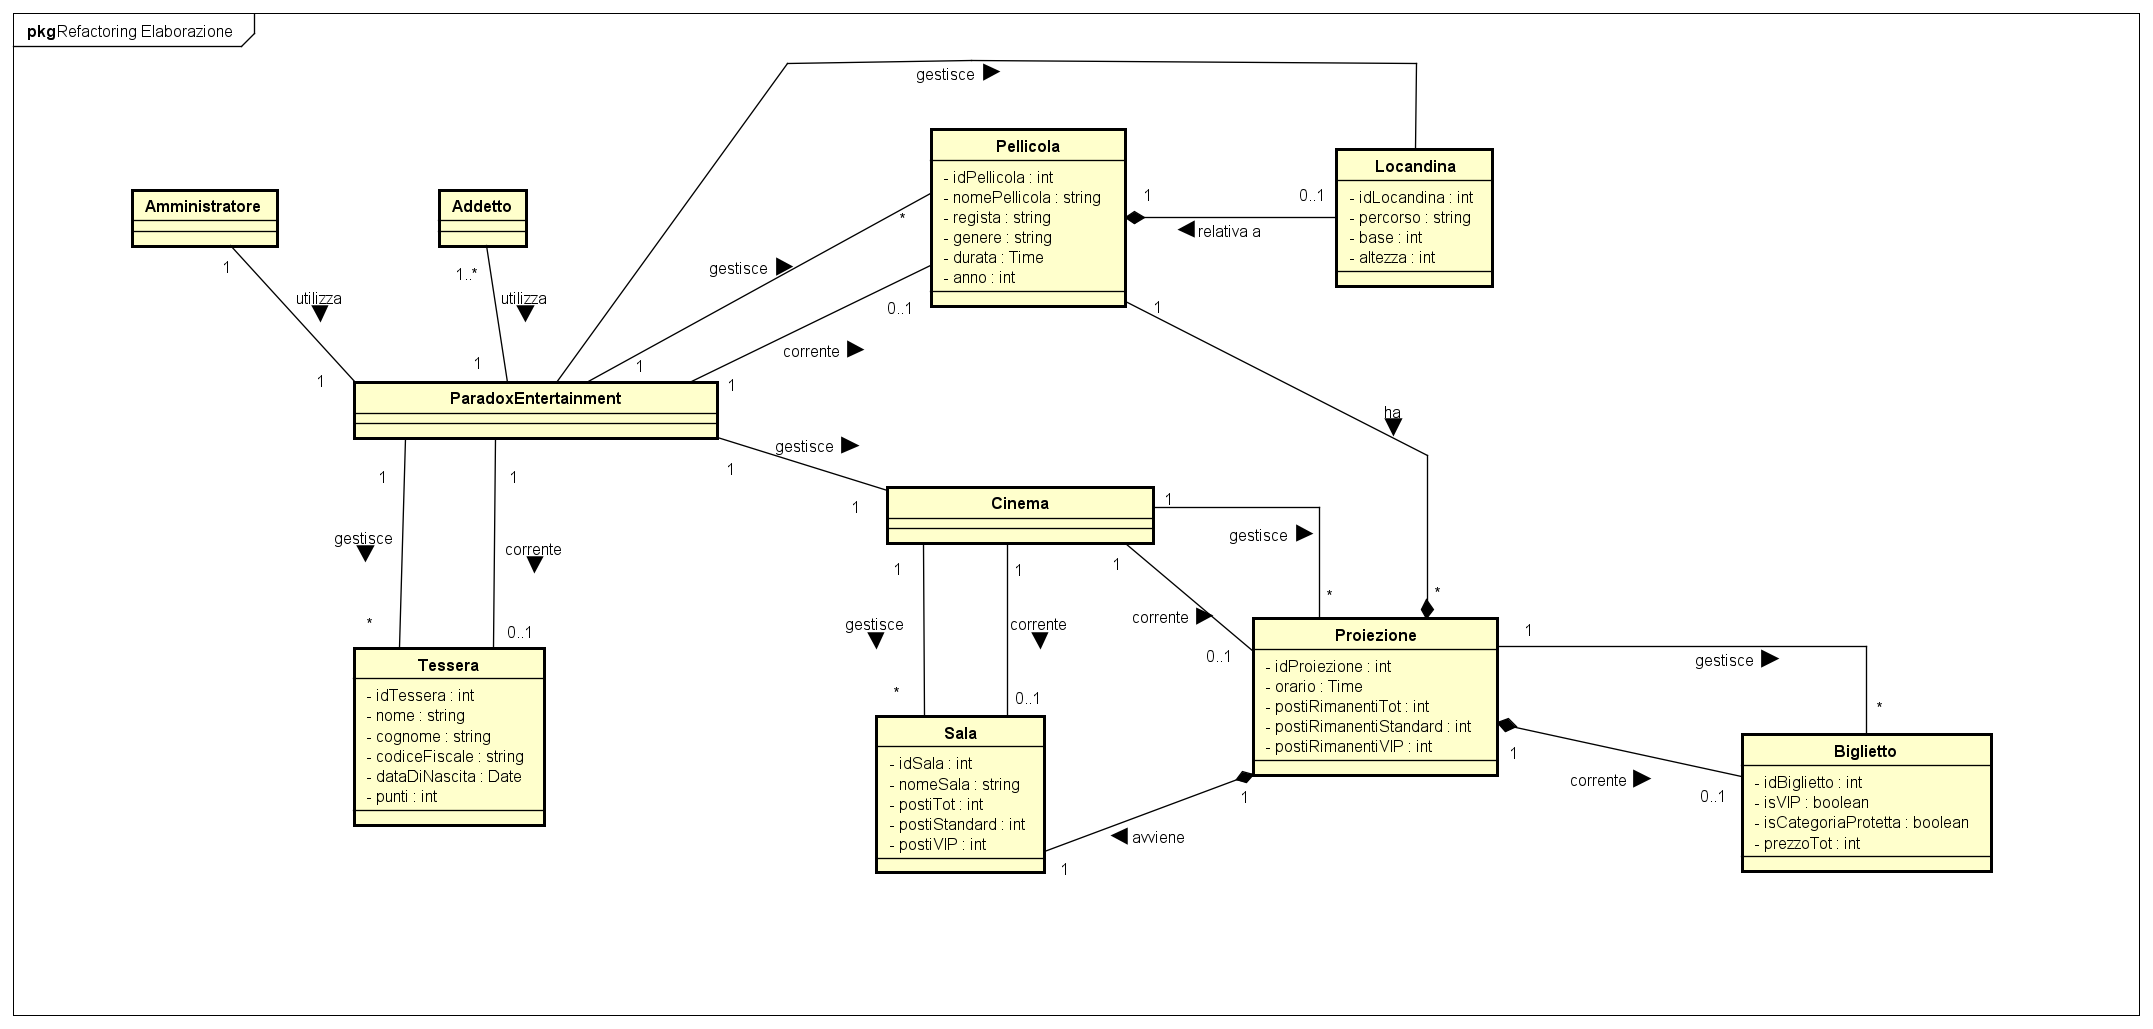 pkg Refactoring Elaborazione
gestisce
Pellicola
- idPellicola : int
- nomePellicola : string
- regista : string
- genere : string
- durata : Time
- anno : int
1
0..1
relativa a
Locandina
- idLocandina : int
- percorso : string
- base : int
- altezza : int
Amministratore
Addetto
1
1..*
utilizza
utilizza
1
1
*
gestisce
1
0..1
corrente
1
1
ha
*
ParadoxEntertainment
gestisce
1
1
1
gestisce
*
1
corrente
0..1
Cinema
1
gestisce
*
1
corrente
0..1
1
gestisce
*
1
corrente
0..1
Tessera
- idTessera : int
- nome : string
- cognome : string
- codiceFiscale : string
- dataDiNascita : Date
- punti : int
Sala
- idSala : int
- nomeSala : string
- postiTot : int
- postiStandard : int
- postiVIP : int
Proiezione
- idProiezione : int
- orario : Time
- postiRimanentiTot : int
- postiRimanentiStandard : int
- postiRimanentiVIP : int
1
gestisce
*
1
corrente
0..1
1
avviene
1
Biglietto
- idBiglietto : int
- isVIP : boolean
- isCategoriaProtetta : boolean
- prezzoTot : int